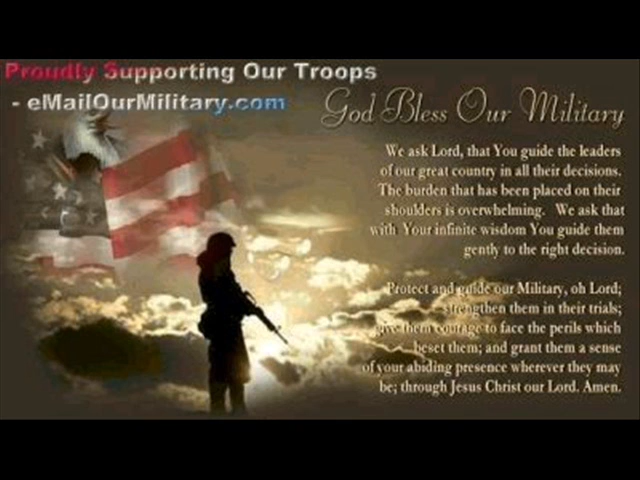 Proudly Supporting Our Troops
- eMailOurMilitary.com
God Bless Our Military
We ask Lord, that You guide the leaders
of our great country in all their decisions.
The burden that has been placed on their
shoulders is overwhelming. We ask that
with Your infinite wisdom You guide them
gently to the right decision.
Protect and guide our Military, oh Lord;
strengthen them in their trials;
give them courage to face the perils which
beset them; and grant them a sense
of your abiding presence wherever they may
be; through Jesus Christ our Lord. Amen.